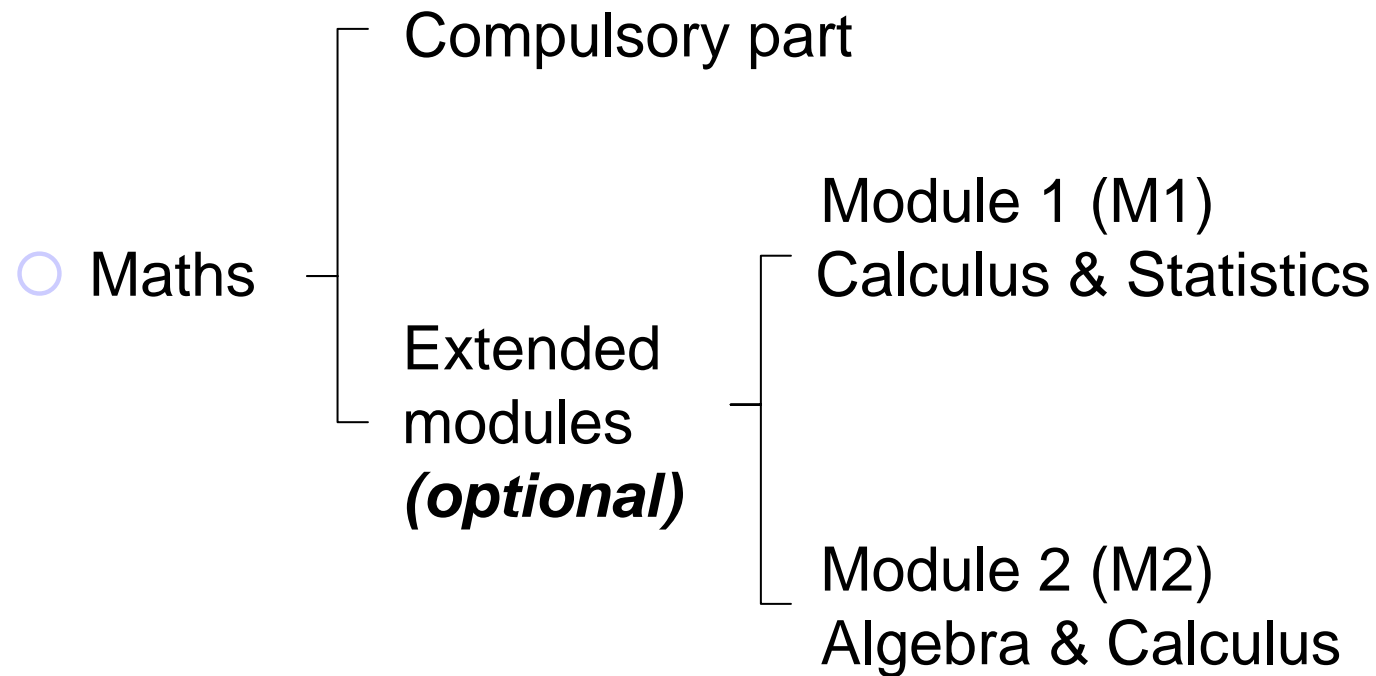 Maths
Compulsory part
Extended
modules
(optional)
Module 1 (M1)
Calculus & Statistics
Module 2 (M2)
Algebra & Calculus